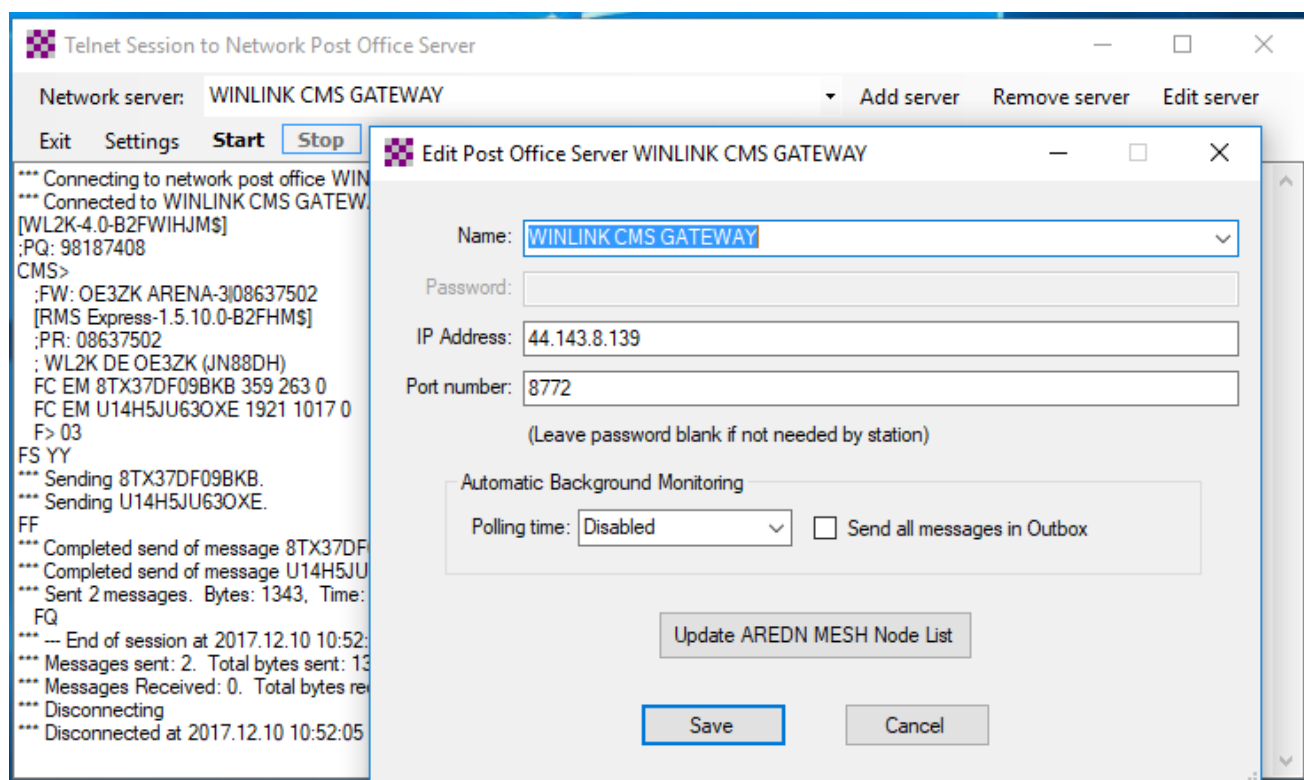 Telnet Session to Network Post Office Server
Network server: WINLINK CMS GATEWAY Add server Remove server Edit server
Exit Settings Start Stop
*** Connecting to network post office WIN
*** Connected to WINLINK CMS GATEW
[WL2K-4.0-B2FWIHJM$]
;PQ: 98187408
CMS>
;FW: OE3ZK ARENA-3|08637502
[RMS Express-1.5.10.0-B2FHM$]
;PR: 08637502
; WL2K DE OE3ZK (JN88DH)
FC EM 8TX37DF09BKB 359 263 0
FC EM U14H5JU63OXE 1921 1017 0
F> 03
FS YY
*** Sending 8TX37DF09BKB.
*** Sending U14H5JU63OXE.
FF
*** Completed send of message 8TX37DF
*** Completed send of message U14H5JU
*** Sent 2 messages. Bytes: 1343, Time:
FQ
*** --- End of session at 2017.12.10 10:52:
*** Messages sent: 2. Total bytes sent: 13
*** Messages Received: 0. Total bytes re
*** Disconnecting
*** Disconnected at 2017.12.10 10:52:05
Edit Post Office Server WINLINK CMS GATEWAY
Name: WINLINK CMS GATEWAY
Password:
IP Address: 44.143.8.139
Port number: 8772
(Leave password blank if not needed by station)
Automatic Background Monitoring
Polling time: Disabled Send all messages in Outbox
Update AREDN MESH Node List
Save Cancel